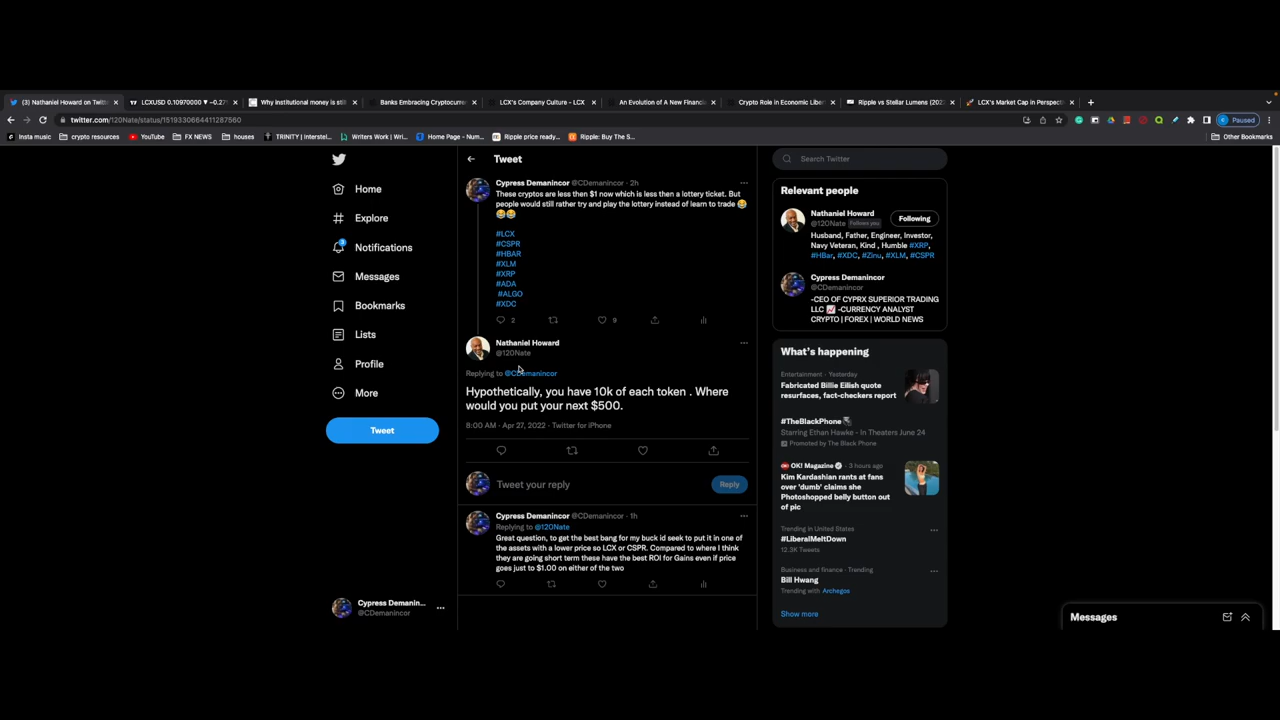 (3) Nathaniel Howard on Twitt
LCXUSD 0.10970000 ▼ −0.27
Why institutional money is stil
Banks Embracing Cryptocurre
LCX's Company Culture - LCX
An Evolution of A New Financi
Crypto Role in Economic Liber
Ripple vs Stellar Lumens (202
LCX's Market Cap in Perspecti
twitter.com/120Nate/status/1519330664411287560
Paused
Insta music
crypto resources
YouTube
FX NEWS
houses
TRINITY | Interstel...
Writers Work | Wri...
Home Page - Num...
Ripple price ready...
Ripple: Buy The S...
Other Bookmarks
Home
Explore
3
Notifications
Messages
Bookmarks
Lists
Profile
More
Tweet
Cypress Demanin...
@CDemanincor
Tweet
Cypress Demanincor @CDemanincor · 2h
These cryptos are less then $1 now which is less then a lottery ticket. But
people would still rather try and play the lottery instead of learn to trade 😂
😂😂
#LCX
#CSPR
#HBAR
#XLM
#XRP
#ADA
#ALGO
#XDC
2
9
Nathaniel Howard
@120Nate
Replying to @CDemanincor
Hypothetically, you have 10k of each token . Where
would you put your next $500.
8:00 AM · Apr 27, 2022 · Twitter for iPhone
Tweet your reply
Reply
Cypress Demanincor @CDemanincor · 1h
Replying to @120Nate
Great question, to get the best bang for my buck id seek to put it in one of
the assets with a lower price so LCX or CSPR. Compared to where I think
they are going short term these have the best ROI for Gains even if price
goes just to $1.00 on either of the two
Search Twitter
Relevant people
Nathaniel Howard
@120Nate Follows you
Following
Husband, Father, Engineer, Investor,
Navy Veteran, Kind , Humble #XRP,
#HBar, #XDC, #Zinu, #XLM, #CSPR
Cypress Demanincor
@CDemanincor
-CEO OF CYPRX SUPERIOR TRADING
LLC 📈 -CURRENCY ANALYST
CRYPTO | FOREX | WORLD NEWS
What's happening
Entertainment · Yesterday
Fabricated Billie Eilish quote
resurfaces, fact-checkers report
#TheBlackPhone
Starring Ethan Hawke - In Theaters June 24
Promoted by The Black Phone
OK! Magazine · 3 hours ago
Kim Kardashian rants at fans
over 'dumb' claims she
Photoshopped belly button out
of pic
Trending in United States
#LiberalMeltDown
12.3K Tweets
Business and finance · Trending
Bill Hwang
Trending with Archegos
Show more
Messages